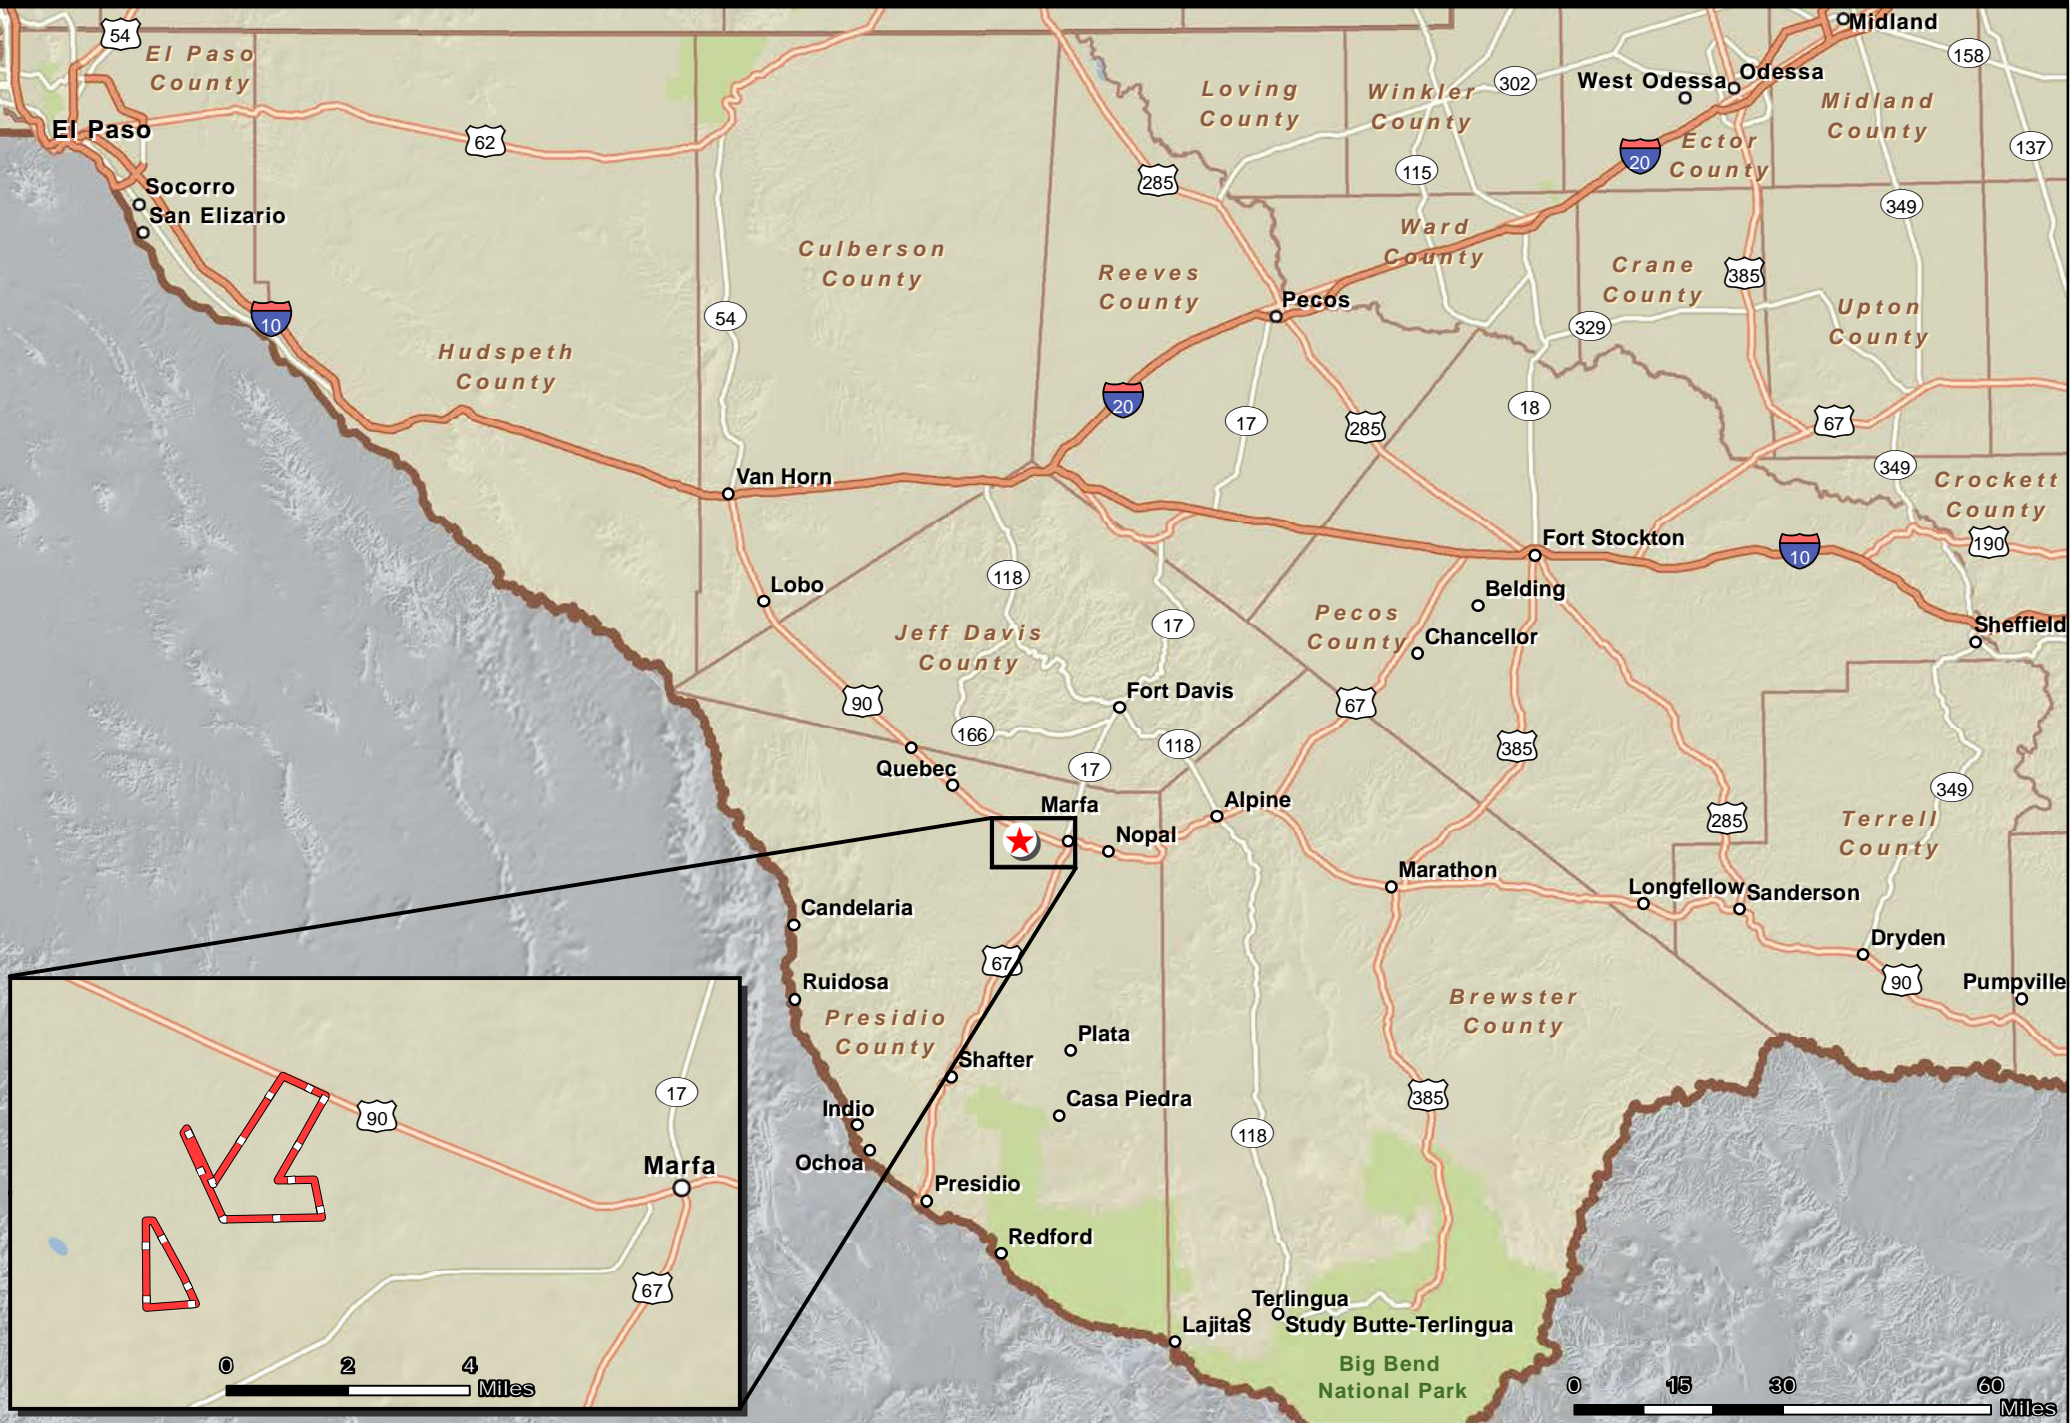 Midland
54
El Paso
County
158
West Odessa
Odessa
302
Loving
County
Winkler
County
Midland
County
El Paso
62
20
Ector
County
137
285
115
Socorro
San Elizario
349
Ward
County
Culberson
County
Reeves
County
Crane
County
385
10
54
Pecos
329
Upton
County
Hudspeth
County
20
17
285
18
67
349
Van Horn
Crockett
County
Fort Stockton
10
190
118
Lobo
Belding
17
Pecos
County
Chancellor
Sheffield
Jeff Davis
County
90
Fort Davis
67
166
118
385
Quebec
17
349
Marfa
Alpine
285
Terrell
County
Nopal
Marathon
Longfellow
Sanderson
Candelaria
Dryden
67
90
Pumpville
Ruidosa
Brewster
County
Presidio
County
Plata
Shafter
Casa Piedra
385
Indio
118
Ochoa
Presidio
Redford
Terlingua
Lajitas
Study Butte-Terlingua
Big Bend
National Park
17
90
Marfa
67
0 2 4
Miles
0 15 30 60
Miles